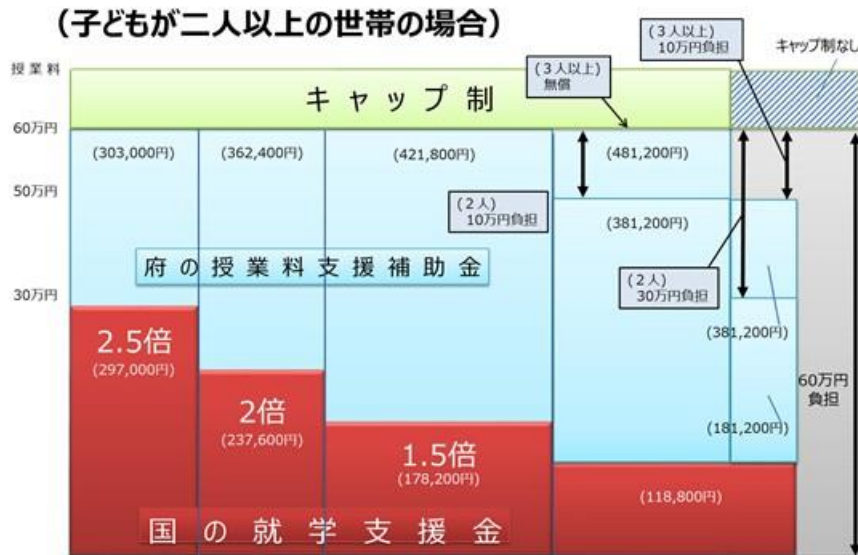 (子どもが二人以上の世帯の場合)
(3人以上)
10万円負担
キャップ制なし
授業料
(3人以上)
無償
キャップ制
60万円
(303,000円)
(362,400円)
(421,800円)
(481,200円)
50万円
(2人)
10万円負担
(381,200円)
府の授業料支援補助金
(2人)
30万円負担
30万円
(381,200円)
2.5倍
(297,000円)
60万円
負担
2倍
(237,600円)
(181,200円)
1.5倍
(178,200円)
(118,800円)
国の就学支援金